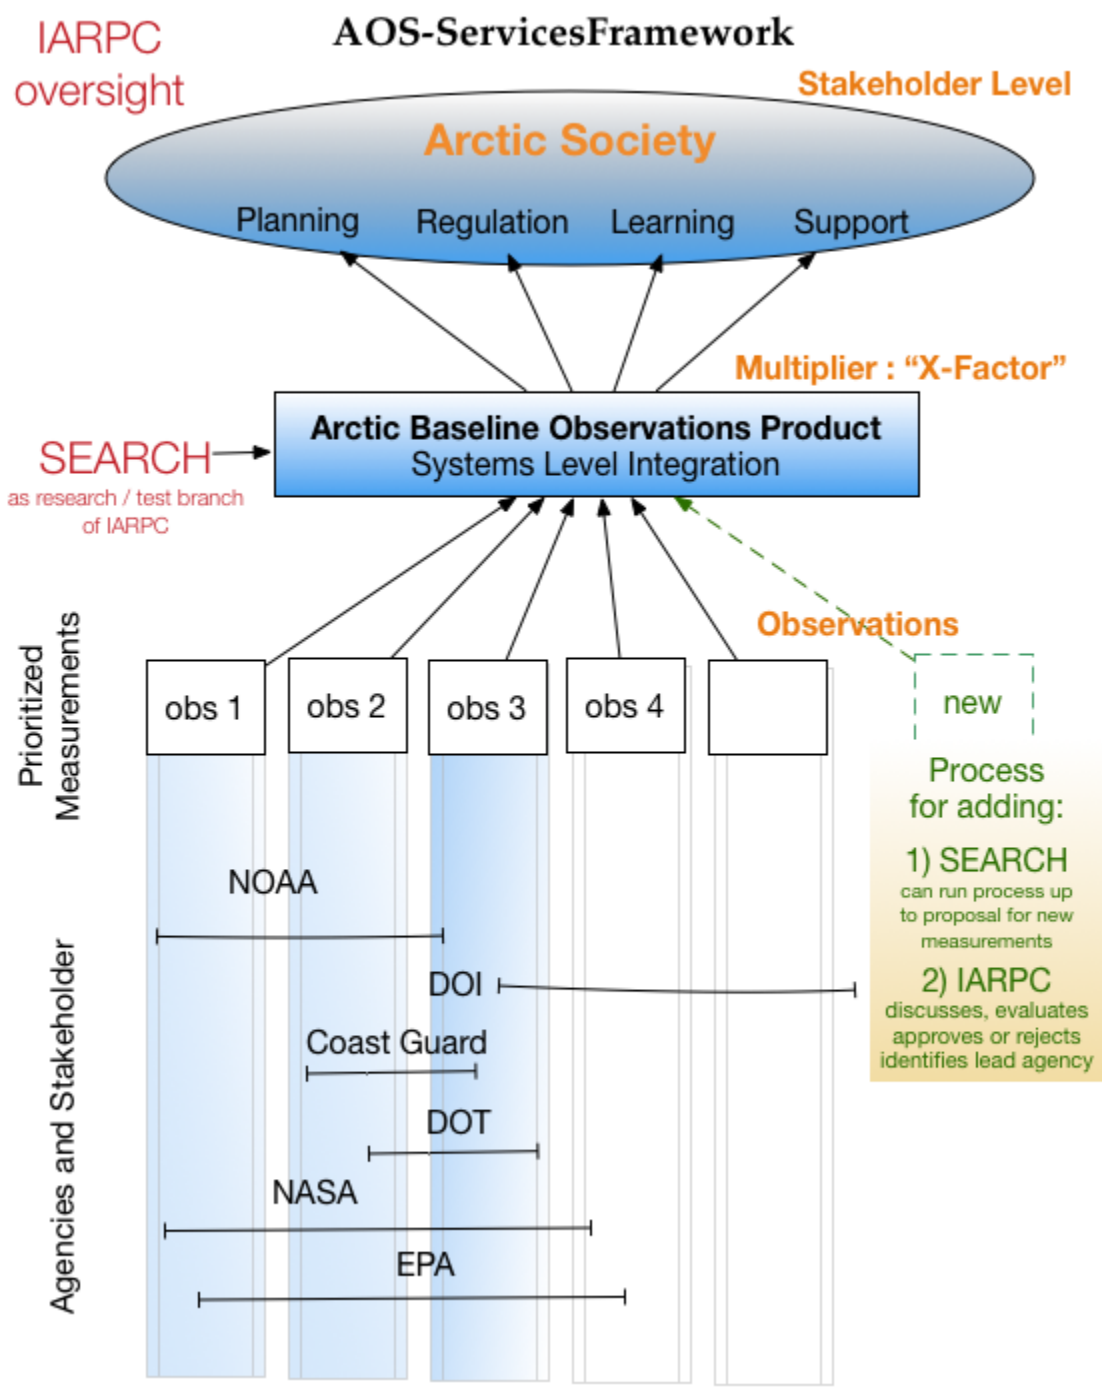 IARPC
oversight
AOS-ServicesFramework
Stakeholder Level
Arctic Society
Planning
Regulation
Learning
Support
Multiplier : “X-Factor”
Arctic Baseline Observations Product
Systems Level Integration
SEARCH
as research / test branch
of IARPC
Observations
Prioritized
Measurements
obs 1
obs 2
obs 3
obs 4
new
Process
for adding:
1) SEARCH
can run process up
to proposal for new
measurements
2) IARPC
discusses, evaluates
approves or rejects
identifies lead agency
Agencies and Stakeholder
NOAA
DOI
Coast Guard
DOT
NASA
EPA